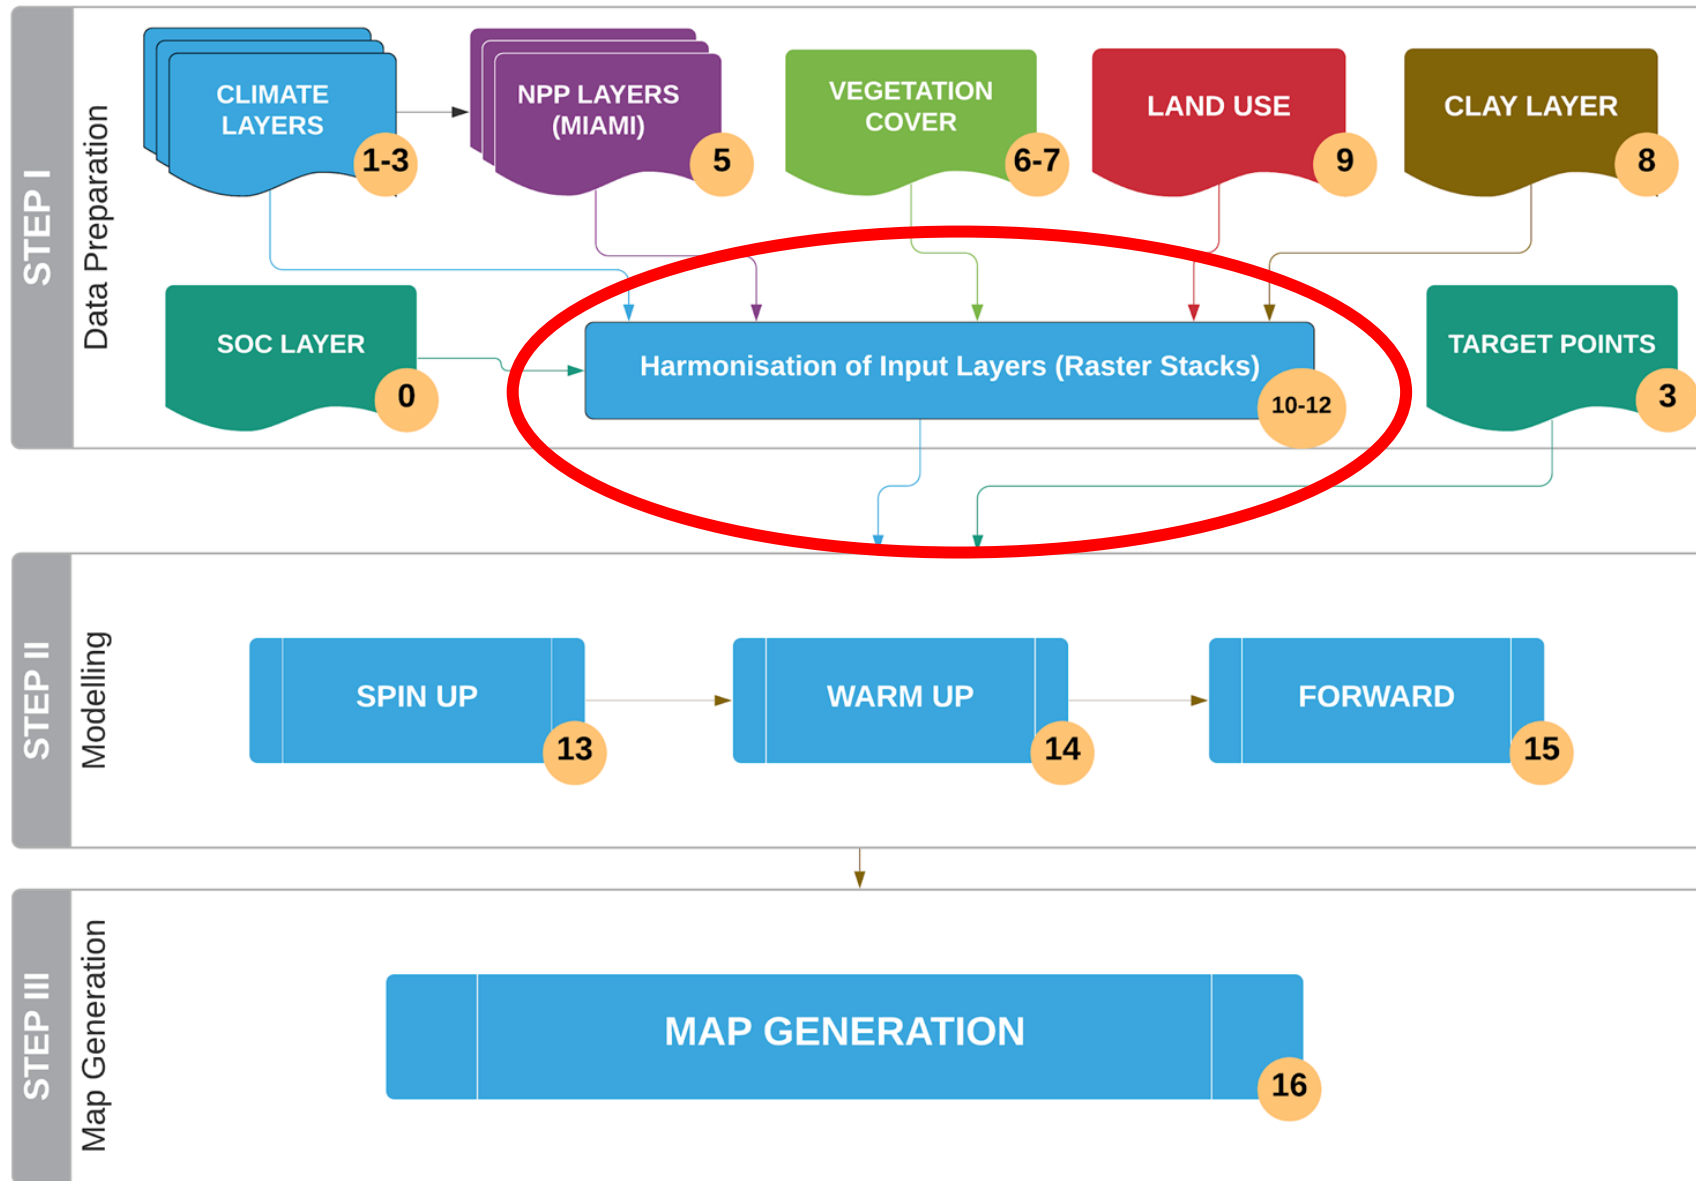 STEP I
Data Preparation
CLIMATE
LAYERS
1-3
NPP LAYERS
(MIAMI)
5
VEGETATION
COVER
6-7
LAND USE
9
CLAY LAYER
8
SOC LAYER
0
Harmonisation of Input Layers (Raster Stacks)
10-12
TARGET POINTS
3
STEP II
Modelling
SPIN UP
13
WARM UP
14
FORWARD
15
STEP III
Map Generation
MAP GENERATION
16